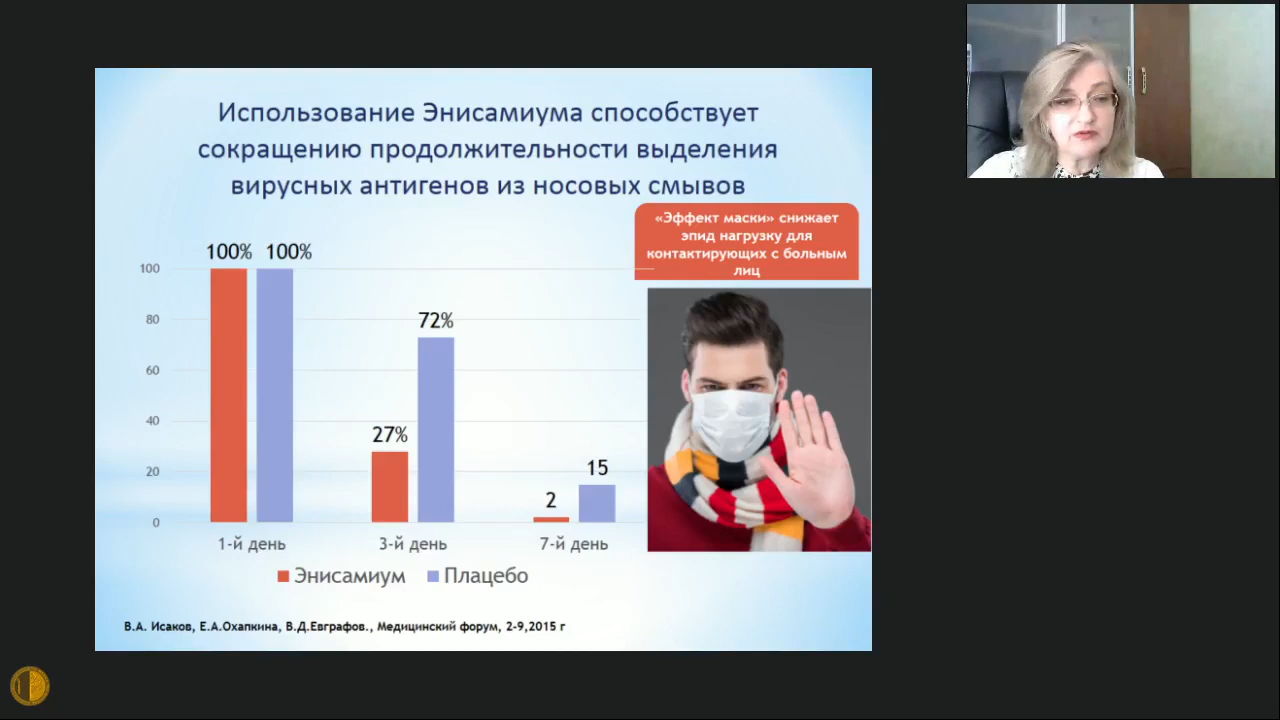 Использование Энисамиума способствует
сокращению продолжительности выделения
вирусных антигенов из носовых смывов
«Эффект маски» снижает
эпид нагрузку для
контактирующих с больным
лиц
100% 100%
100
80
72%
60
40
27%
20
15
2
0
1-й день 3-й день 7-й день
Энисамиум Плацебо
В.А. Исаков, Е.А.Охапкина, В.Д.Евграфов., Медицинский форум, 2-9,2015 г